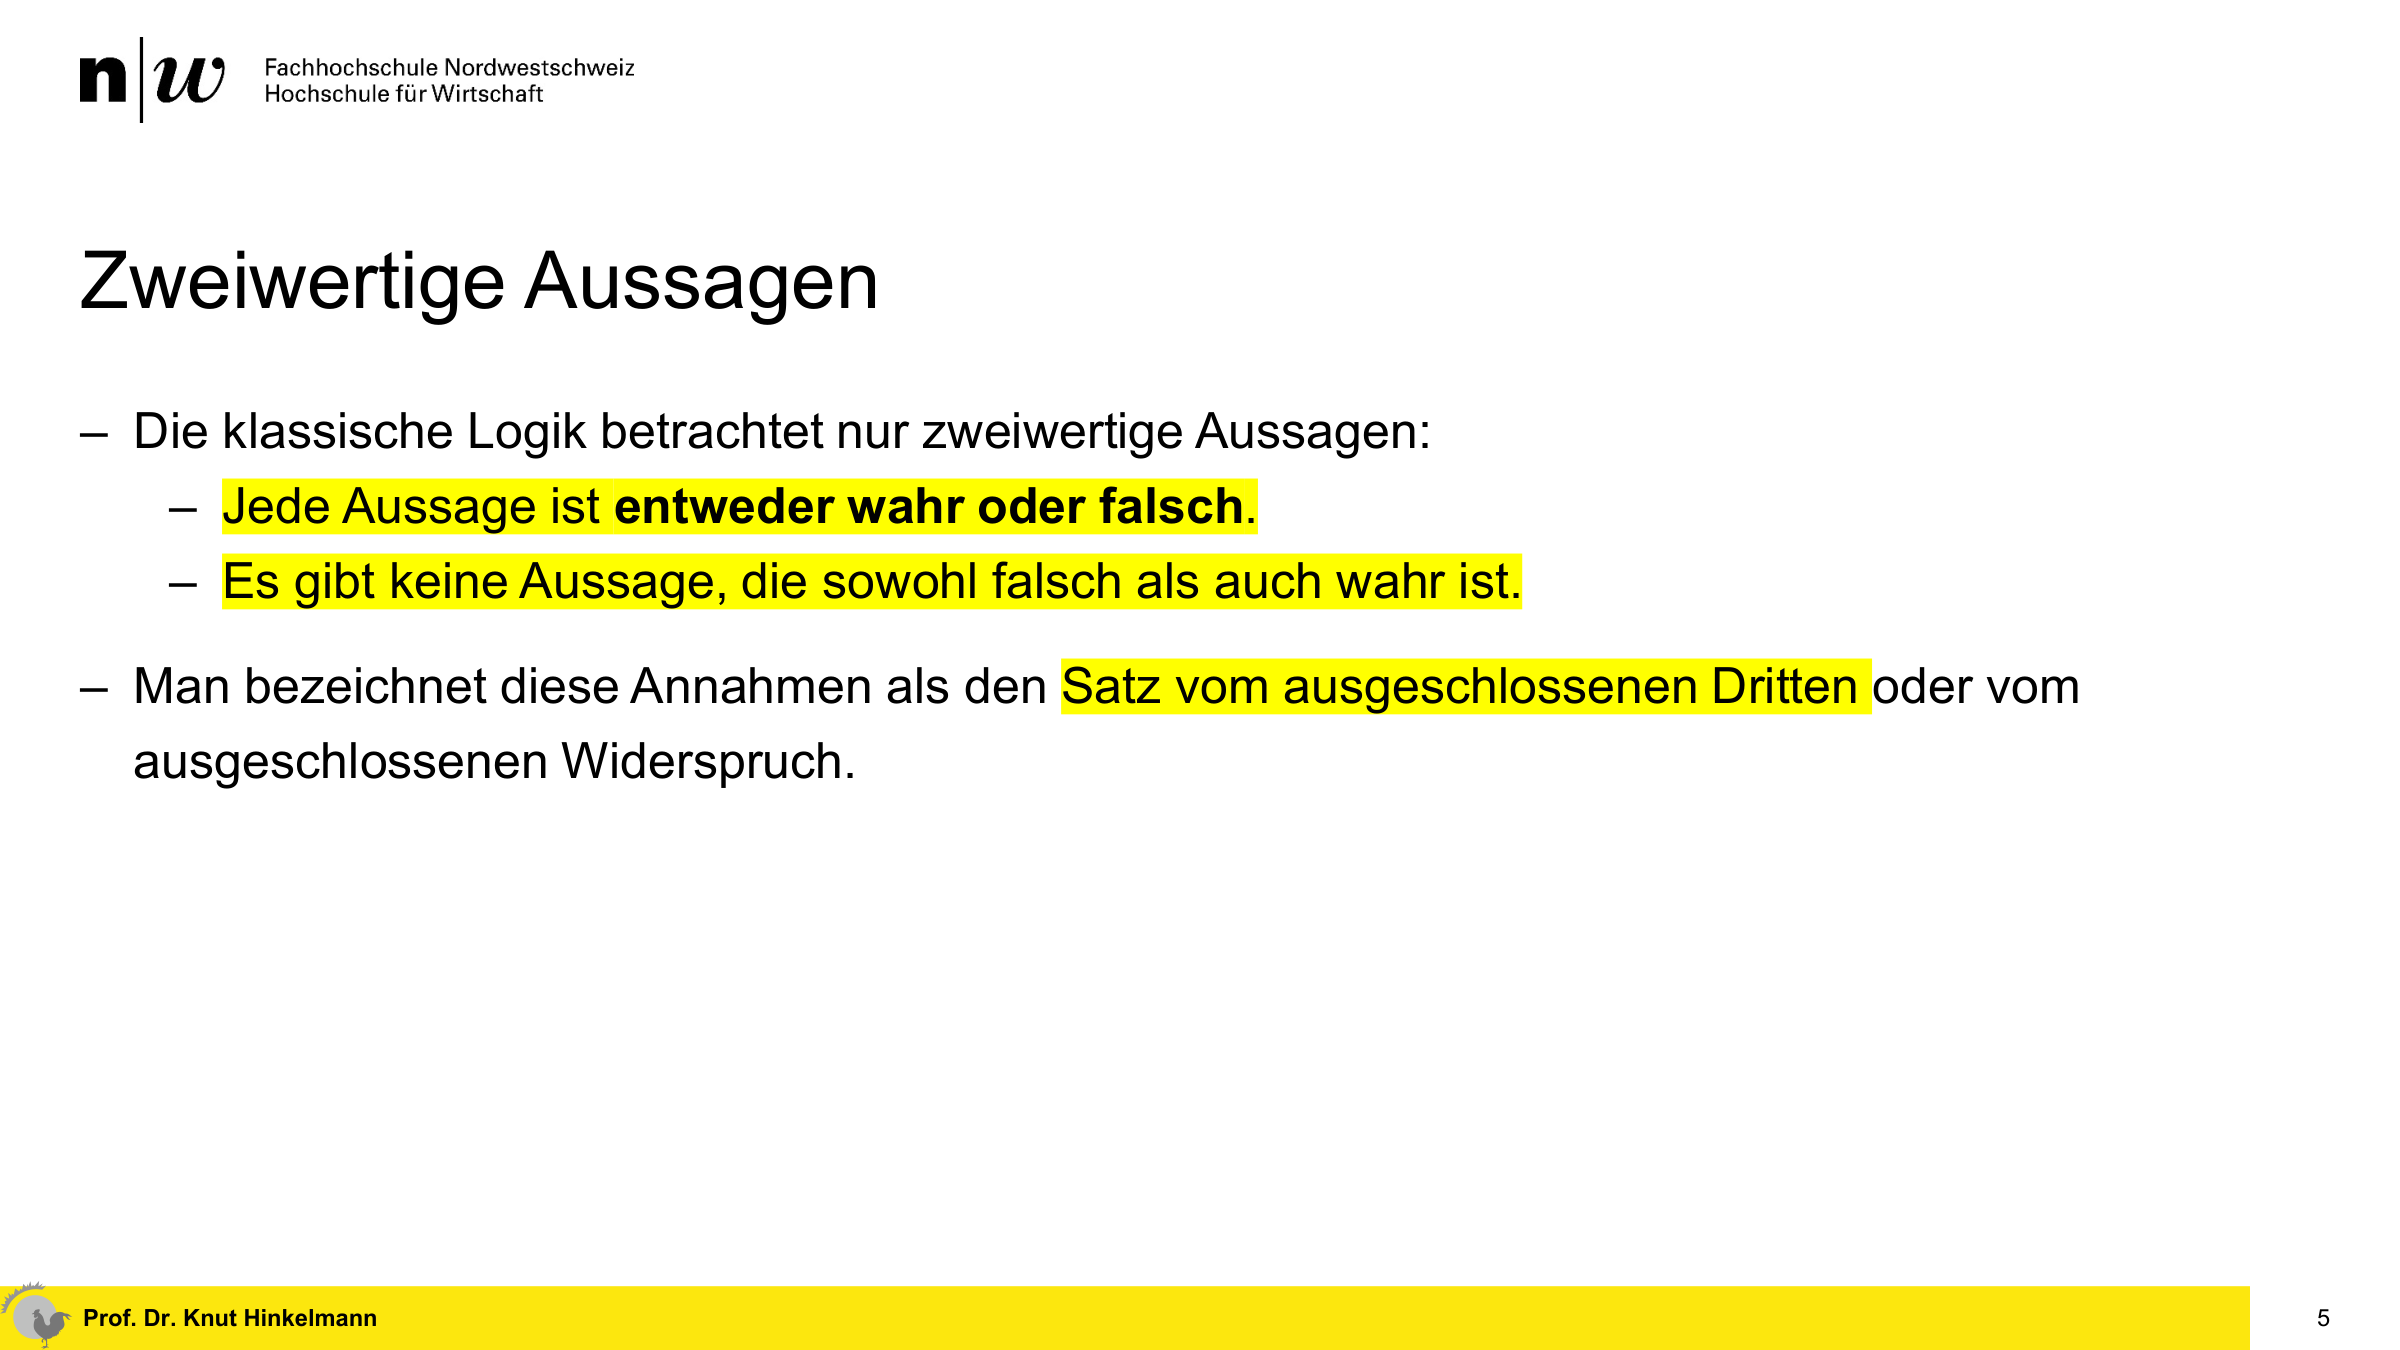 n|w Fachhochschule Nordwestschweiz
Hochschule für Wirtschaft
Zweiwertige Aussagen
– Die klassische Logik betrachtet nur zweiwertige Aussagen:
– Jede Aussage ist entweder wahr oder falsch.
– Es gibt keine Aussage, die sowohl falsch als auch wahr ist.
– Man bezeichnet diese Annahmen als den Satz vom ausgeschlossenen Dritten oder vom
ausgeschlossenen Widerspruch.
Prof. Dr. Knut Hinkelmann
5